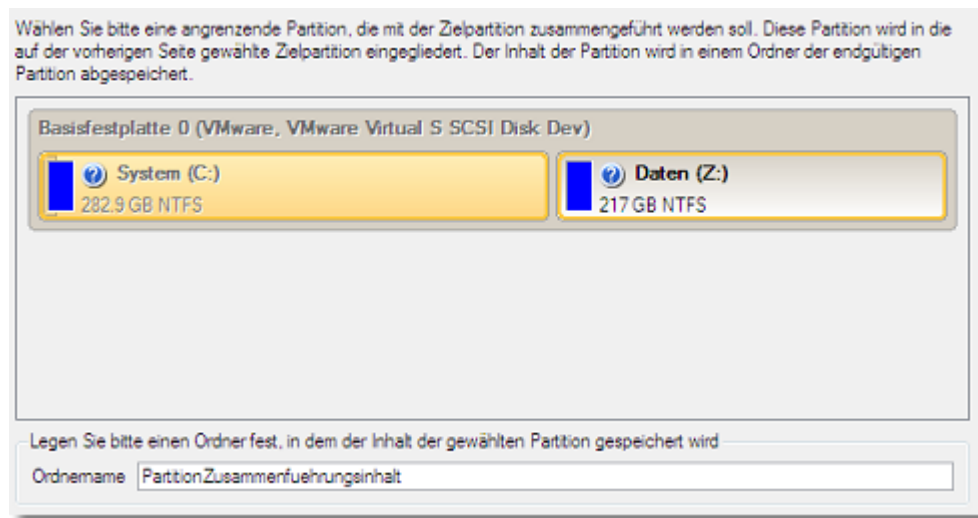 Wählen Sie bitte eine angrenzende Partition, die mit der Zielpartition zusammengeführt werden soll. Diese Partition wird in die
auf der vorherigen Seite gewählte Zielpartition eingegliedert. Der Inhalt der Partition wird in einem Ordner der endgültigen
Partition abgespeichert.
Basisfestplatte 0 (VMware, VMware Virtual S SCSI Disk Dev)
System (C:)
282.9 GB NTFS
Daten (Z:)
217 GB NTFS
Legen Sie bitte einen Ordner fest, in dem der Inhalt der gewählten Partition gespeichert wird
Ordnername PartitionZusammenfuehrungsinhalt